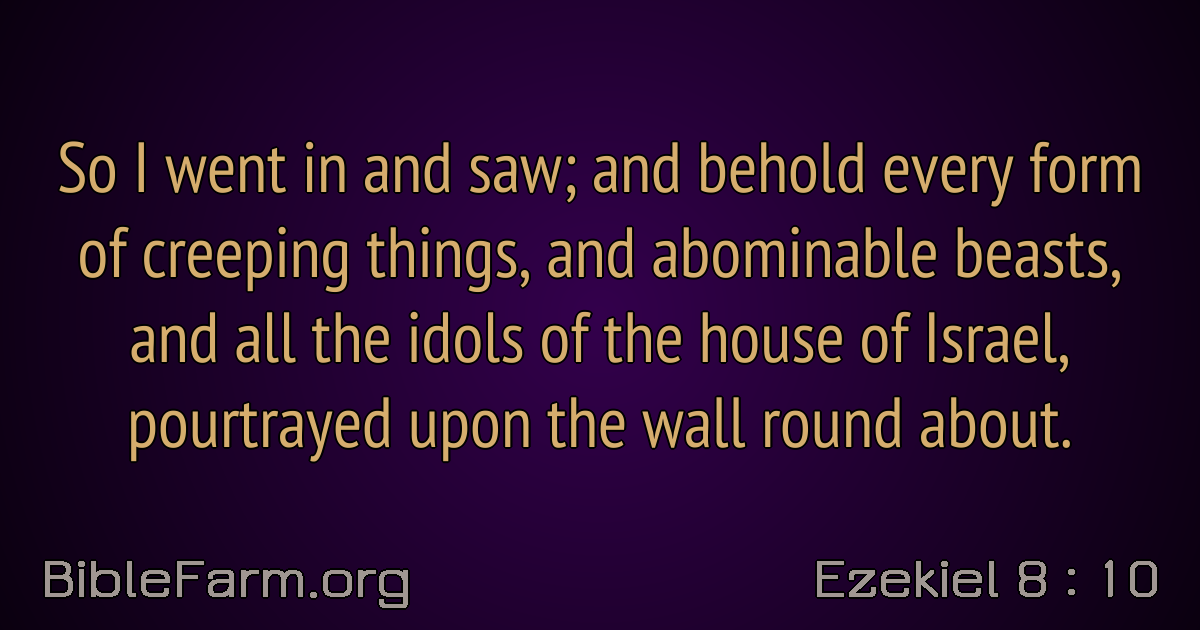 So I went in and saw; and behold every form
of creeping things, and abominable beasts,
and all the idols of the house of Israel,
pourtrayed upon the wall round about.
BibleFarm.org
Ezekiel 8 : 10